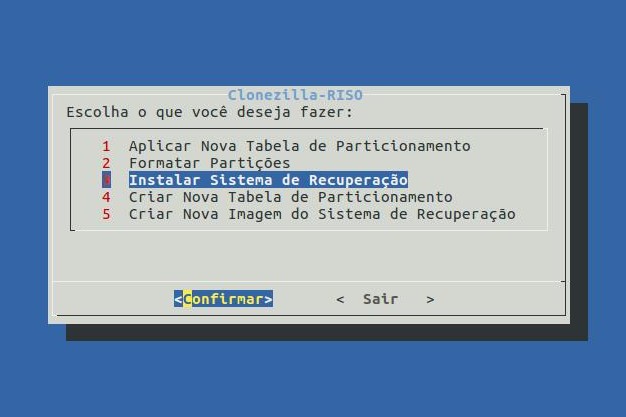 Clonezilla-RISO
Escolha o que você deseja fazer:
1 Aplicar Nova Tabela de Particionamento
2 Formatar Partições
3 Instalar Sistema de Recuperação
4 Criar Nova Tabela de Particionamento
5 Criar Nova Imagem do Sistema de Recuperação
<Confirmar> < Sair >